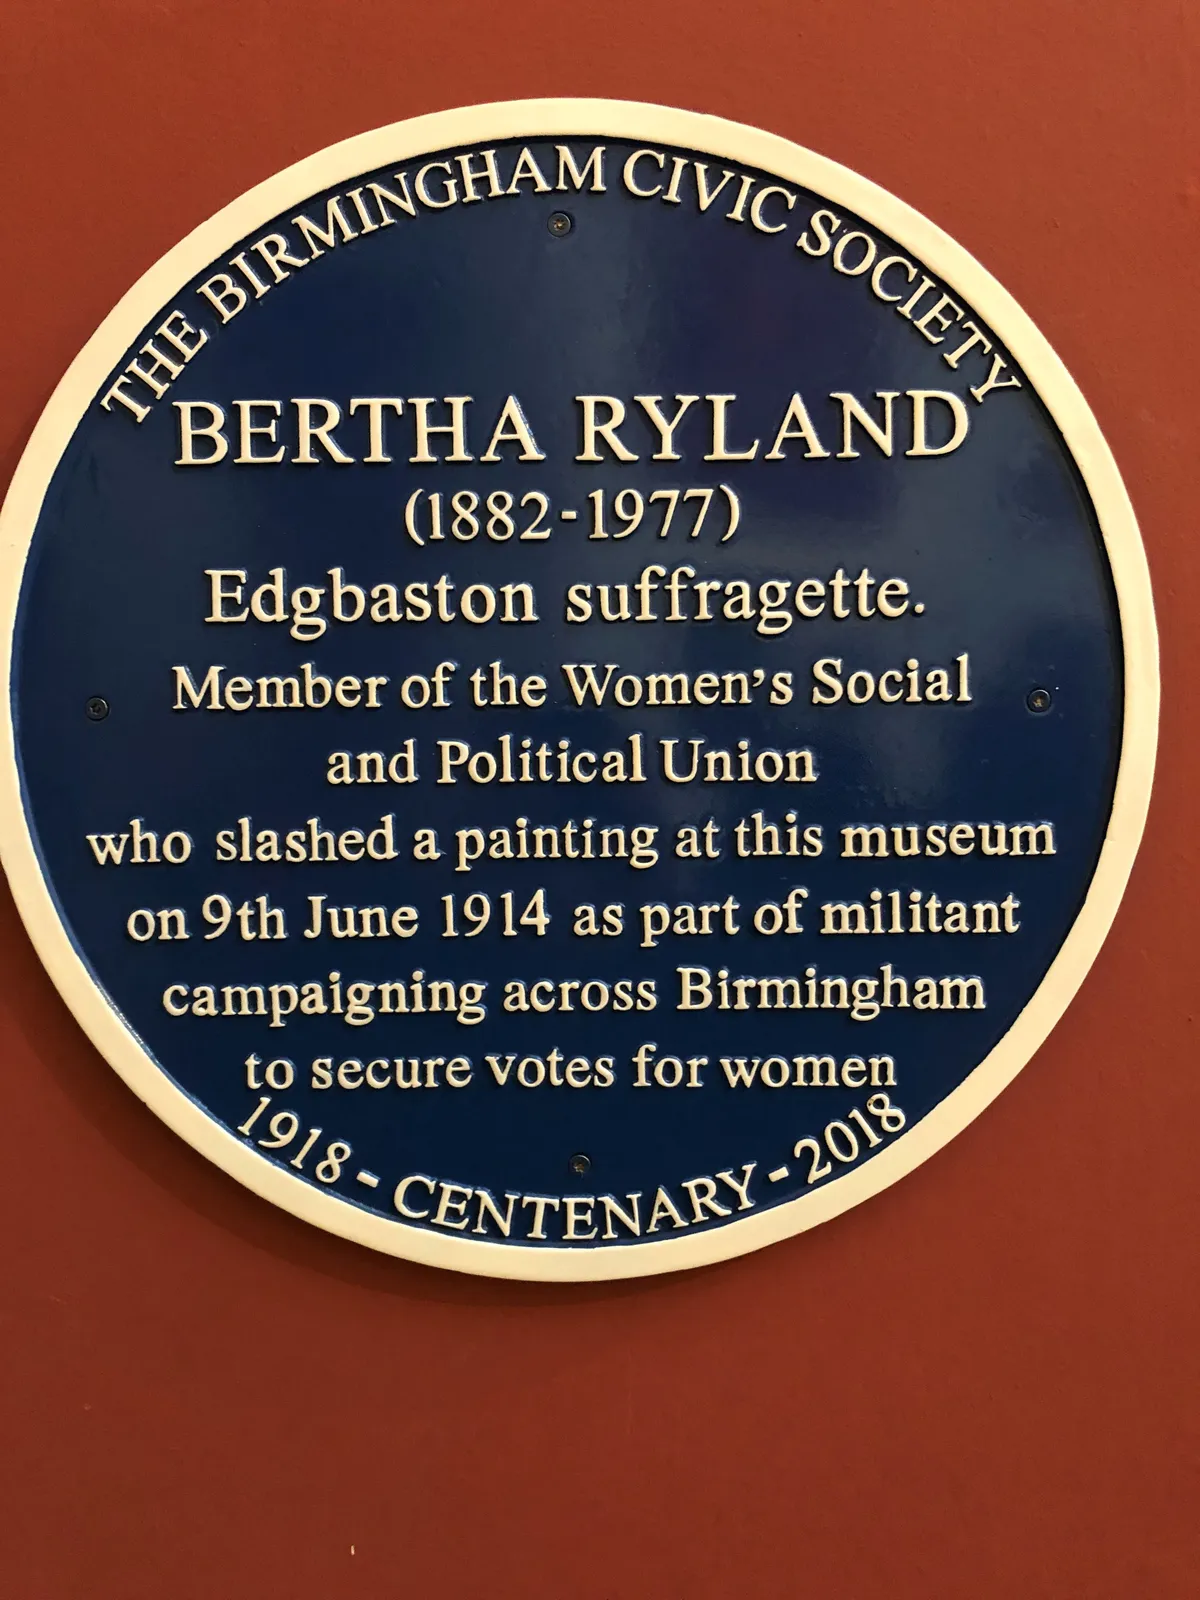 THE BIRMINGHAM CIVIC SOCIETY
BERTHA RYLAND
(1882-1977)
Edgbaston suffragette.
Member of the Women's Social
and Political Union
who slashed a painting at this museum
on 9th June 1914 as part of militant
campaigning across Birmingham
to secure votes for women
1918 - CENTENARY - 2018